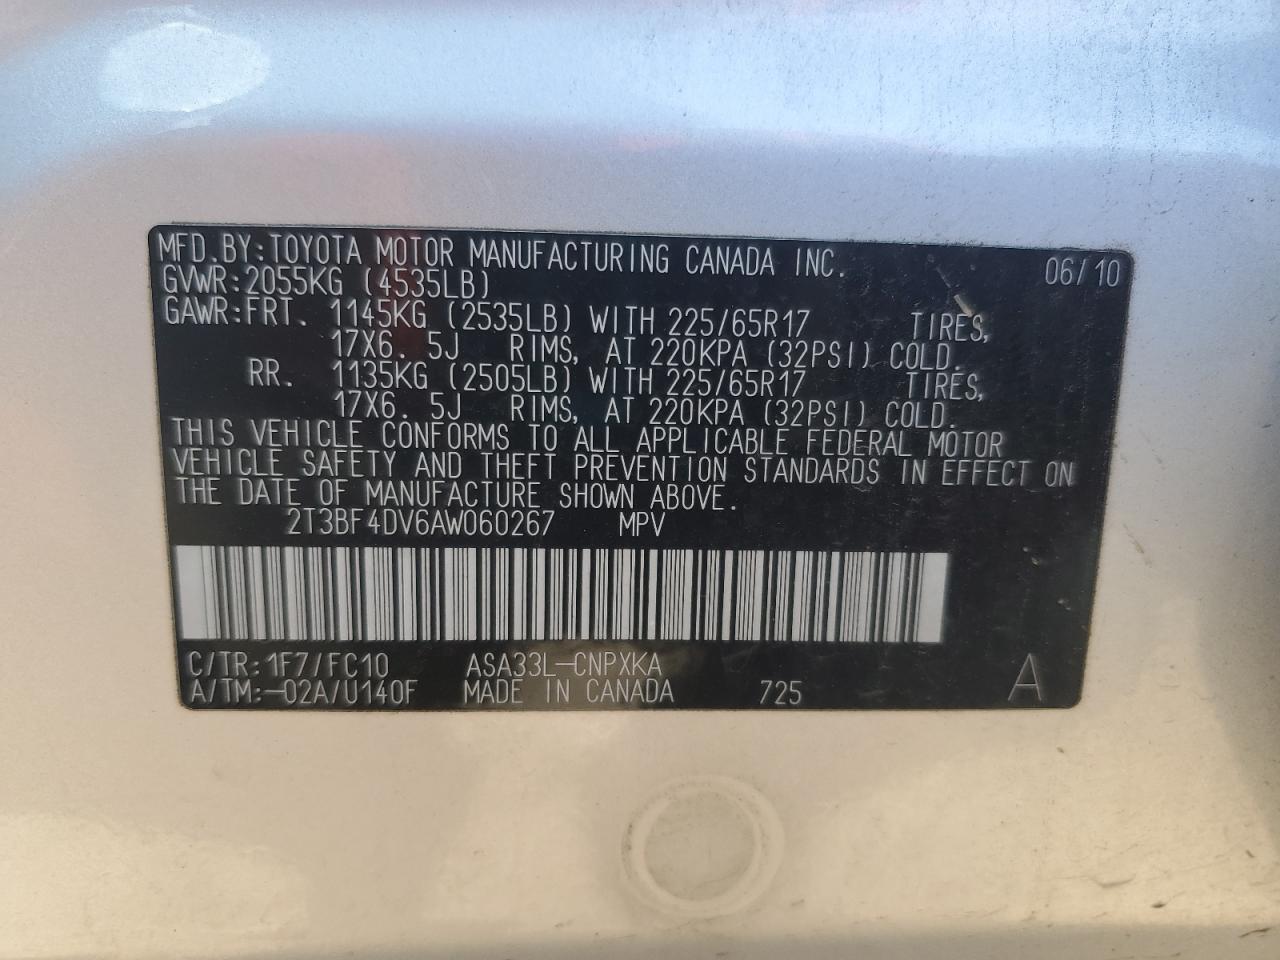 MFD.BY:TOYOTA MOTOR MANUFACTURING CANADA INC. 06/10
GVWR:2055KG (4535LB)
GAWR:FRT. 1145KG (2535LB) WITH 225/65R17 TIRES,
17X6. 5J RIMS, AT 220KPA (32PSI) COLD.
RR. 1135KG (2505LB) WITH 225/65R17 TIRES,
17X6. 5J RIMS, AT 220KPA (32PSI) COLD.
THIS VEHICLE CONFORMS TO ALL APPLICABLE FEDERAL MOTOR
VEHICLE SAFETY AND THEFT PREVENTION STANDARDS IN EFFECT ON
THE DATE OF MANUFACTURE SHOWN ABOVE.
2T3BF4DV6AW060267 MPV
C/TR:1F7/FC10 ASA33L-CNPXKA
A/TM:-02A/U140F MADE IN CANADA 725 A